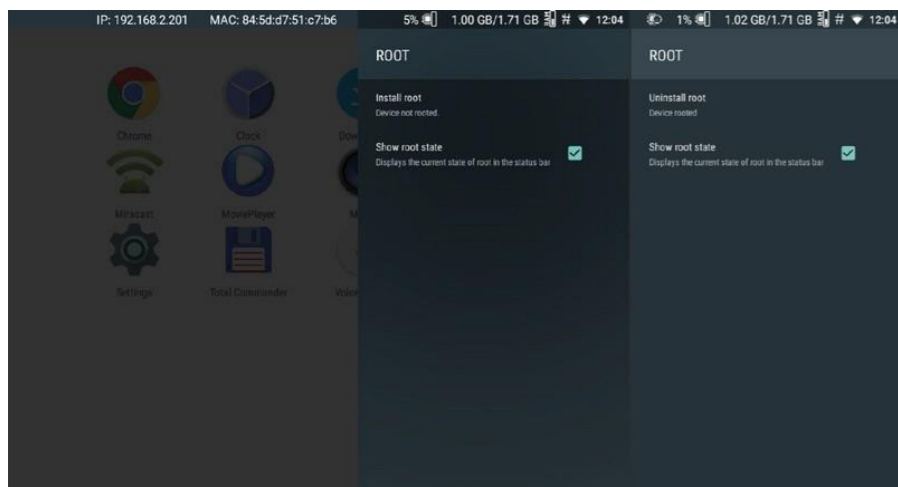 IP: 192.168.2.201 MAC: 84:5d:d7:51:c7:b6 5% 1.00 GB/1.71 GB # 12:04
1% 1.02 GB/1.71 GB # 12:04
Chrome Clock Dow
Miracast MoviePlayer M
Settings Total Commander Voice
ROOT
Install root
Device not rooted.
Show root state
Displays the current state of root in the status bar
ROOT
Uninstall root
Device rooted
Show root state
Displays the current state of root in the status bar